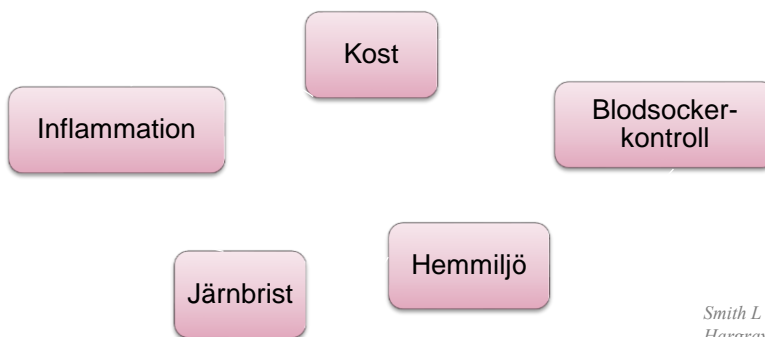 Kost
Inflammation
Blodsocker-
kontroll
Järnbrist
Hemmiljö
Smith L